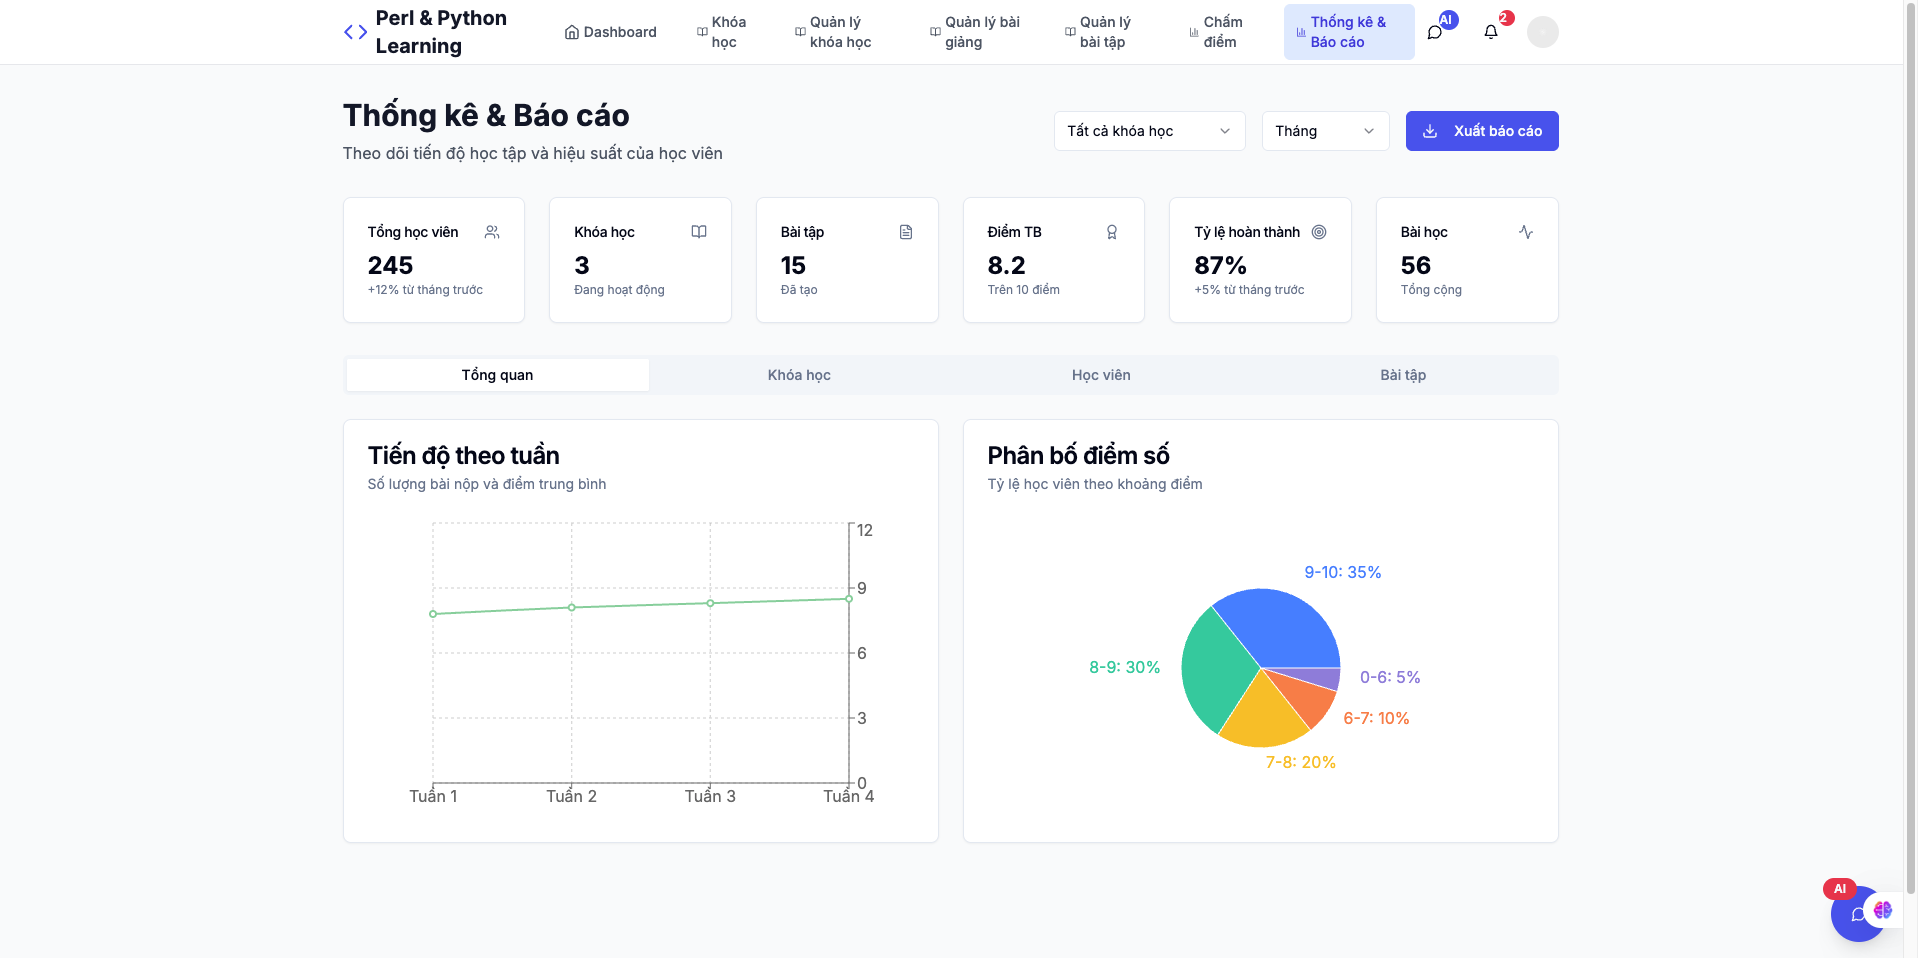 Perl & Python
Learning
Dashboard
Khóa
học
Quản lý
khóa học
Quản lý bài
giảng
Quản lý
bài tập
Chấm
điểm
Thống kê &
Báo cáo
AI
2
Thống kê & Báo cáo
Theo dõi tiến độ học tập và hiệu suất của học viên
Tất cả khóa học
Tháng
Xuất báo cáo
Tổng học viên
245
+12% từ tháng trước
Khóa học
3
Đang hoạt động
Bài tập
15
Đã tạo
Điểm TB
8.2
Trên 10 điểm
Tỷ lệ hoàn thành
87%
+5% từ tháng trước
Bài học
56
Tổng cộng
Tổng quan
Khóa học
Học viên
Bài tập
Tiến độ theo tuần
Số lượng bài nộp và điểm trung bình
12
9
6
3
0
Tuần 1
Tuần 2
Tuần 3
Tuần 4
Phân bố điểm số
Tỷ lệ học viên theo khoảng điểm
9-10: 35%
8-9: 30%
0-6: 5%
6-7: 10%
7-8: 20%
AI